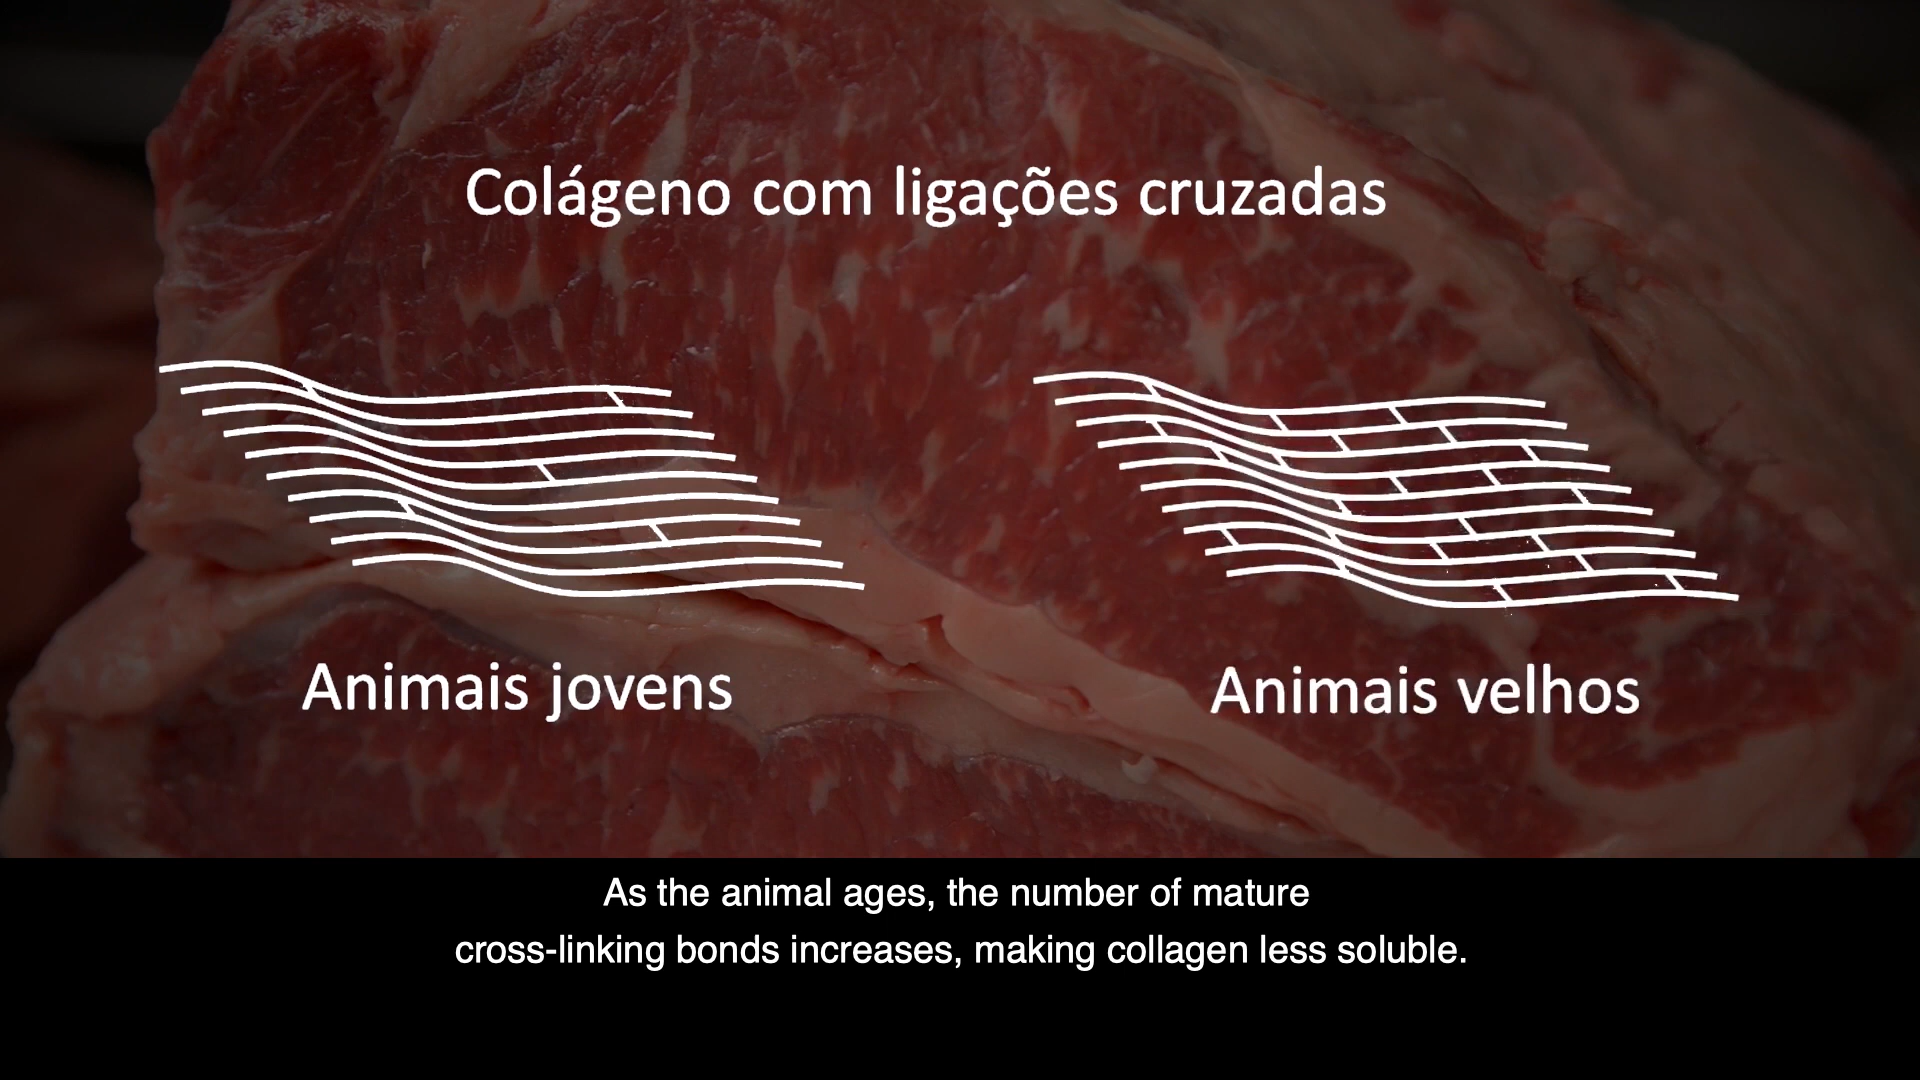 Colágeno com ligações cruzadas
Animais jovens
Animais velhos
As the animal ages, the number of mature
cross-linking bonds increases, making collagen less soluble.